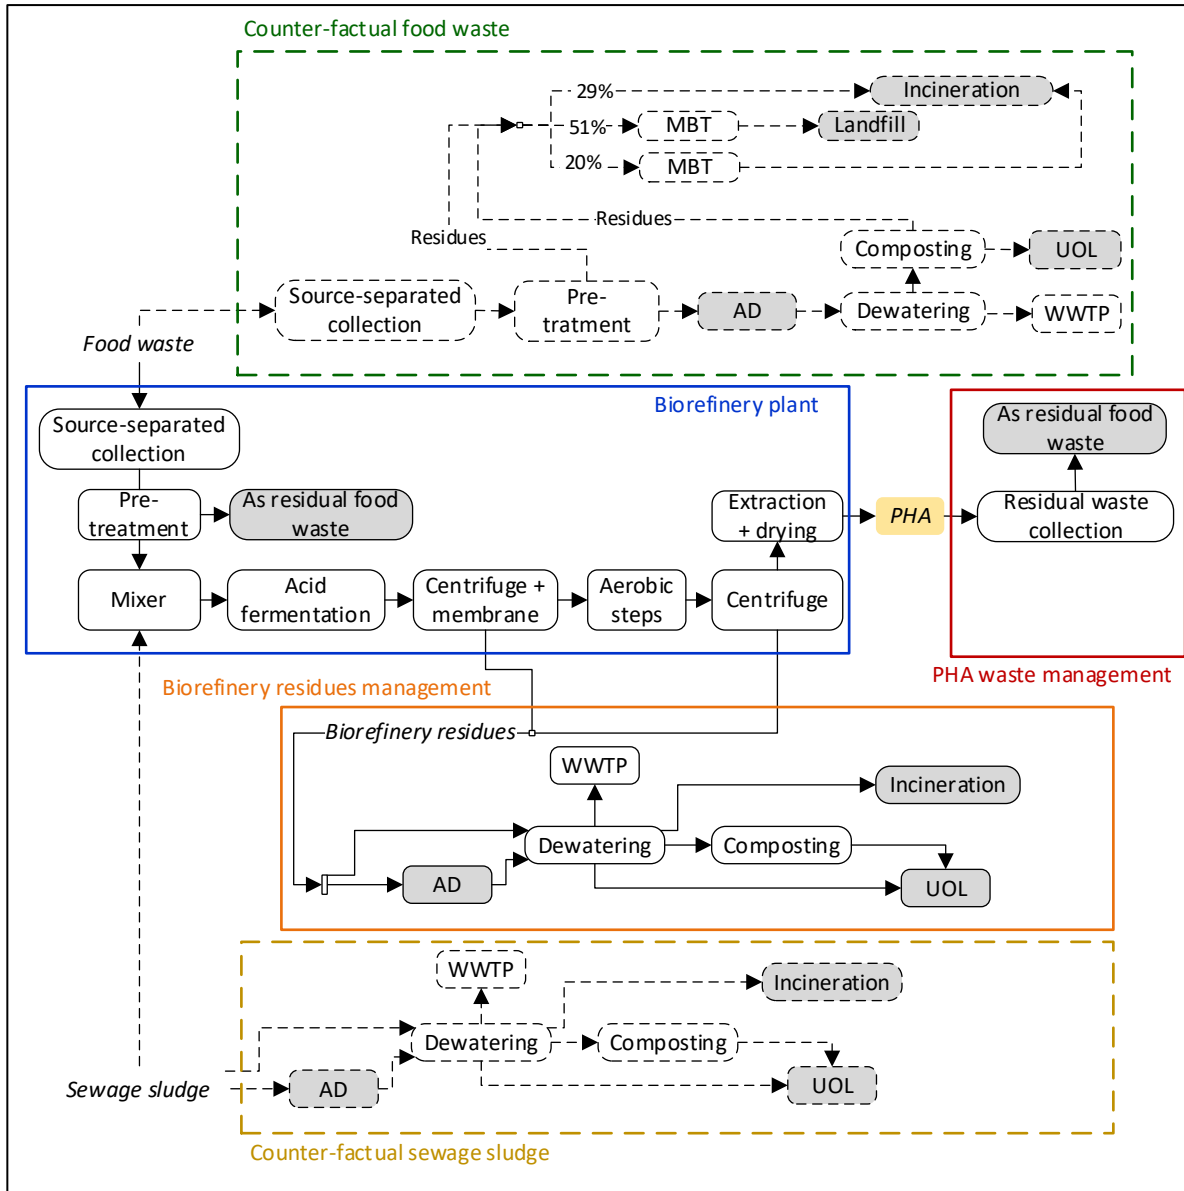 Counter-factual food waste
29%
Incineration
51%
MBT
Landfill
20%
MBT
Residues
Residues
Composting
UOL
Source-separated
collection
Pre-
tratment
AD
Dewatering
WWTP
Food waste
Biorefinery plant
Source-separated
collection
As residual food
waste
Pre-
treatment
As residual food
waste
Extraction
+ drying
PHA
Residual waste
collection
Mixer
Acid
fermentation
Centrifuge +
membrane
Aerobic
steps
Centrifuge
PHA waste management
Biorefinery residues management
Biorefinery residues
WWTP
Incineration
Dewatering
Composting
AD
UOL
WWTP
Incineration
Dewatering
Composting
Sewage sludge
AD
UOL
Counter-factual sewage sludge